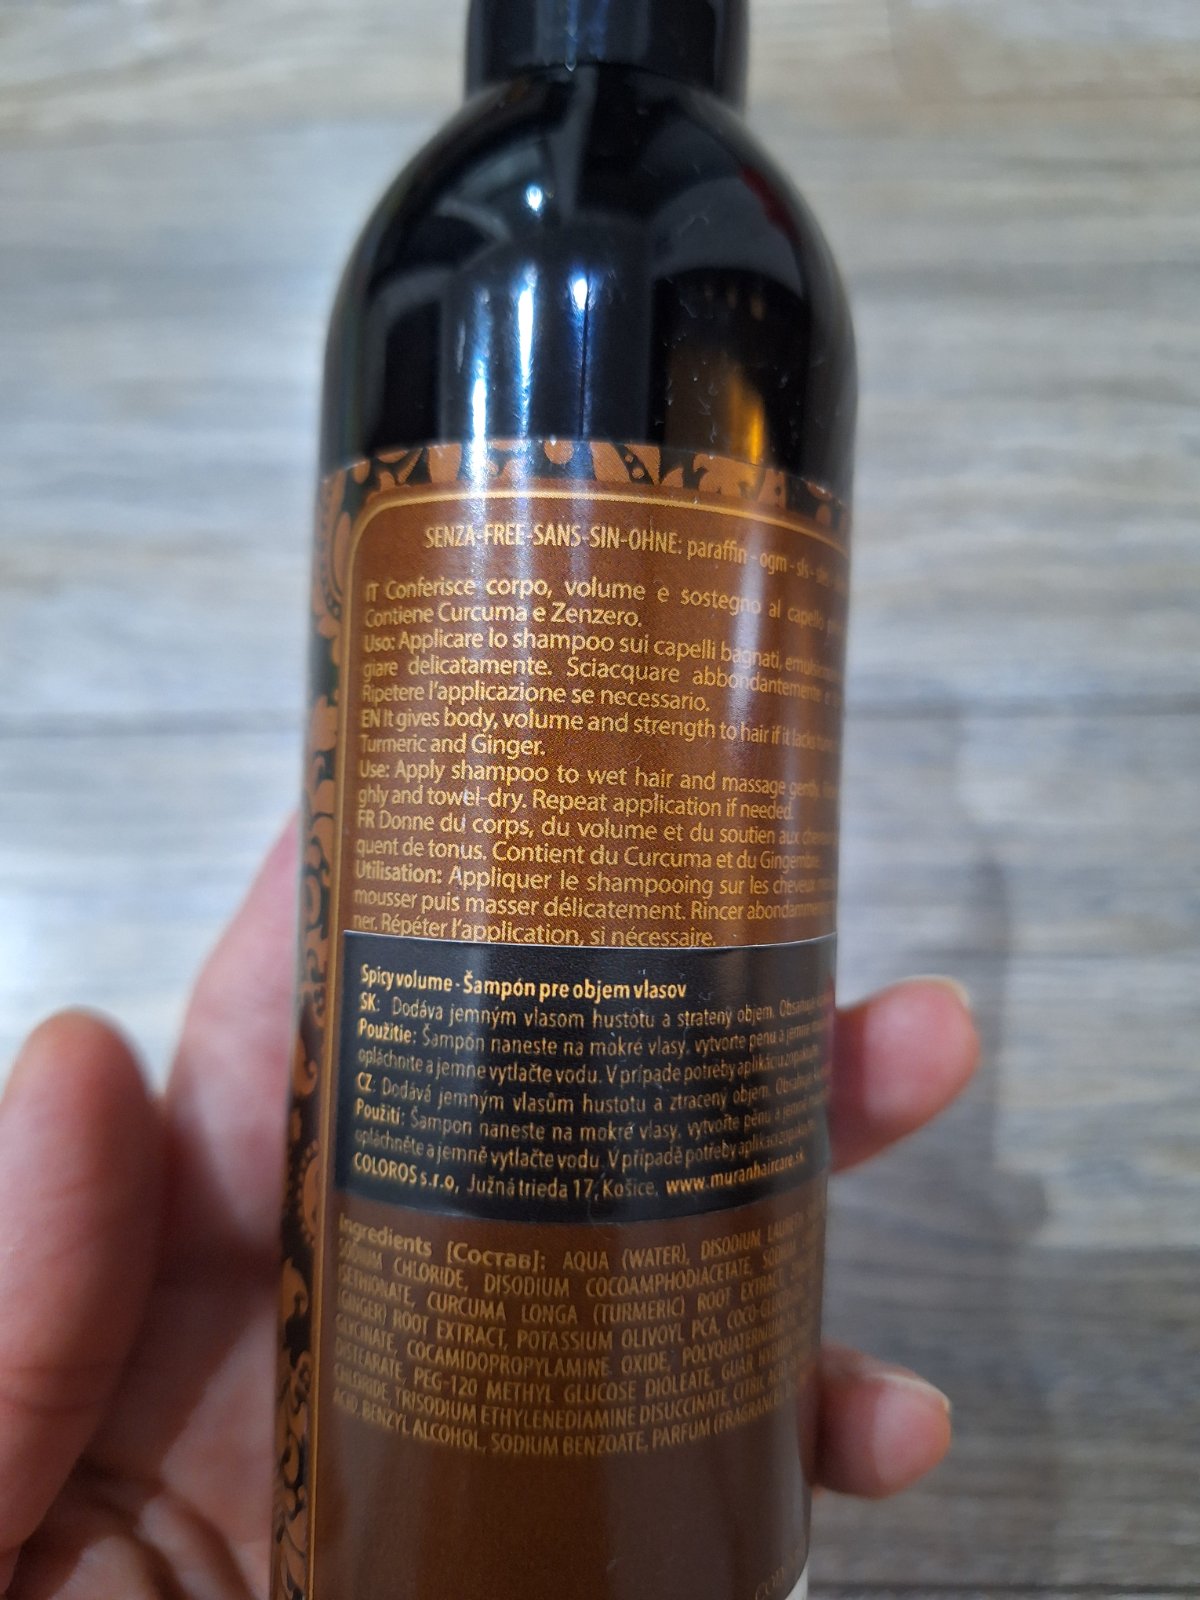 SENZA-FREE-SANS-SIN-OHNE: paraffin - ogm - sls -
IT Conferisce corpo, volume e sostegno al capello
Contiene Curcuma e Zenzero.
Uso: Applicare lo shampoo sui capelli bagnati,
giare delicatamente. Sciacquare abbondantemente e
Ripetere l'applicazione se necessario.
EN It gives body, volume and strength to hair if it lacks
Turmeric and Ginger.
Use: Apply shampoo to wet hair and massage gently.
ghly and towel-dry. Repeat application if needed.
FR Donne du corps, du volume et du soutien aux
quent de tonus. Contient du Curcuma et du Gingembre.
Utilisation: Appliquer le shampooing sur les cheveux
mousser puis masser délicatement. Rincer
ner. Répéter l'application, si nécessaire.
Spicy volume - Šampón pre objem vlasov
SK: Dodáva jemným vlasom hustotu a stratený objem.
Použitie: Šampón naneste na mokré vlasy, vytvorte penu a jemne
opláchnite a jemne vytlačte vodu. V prípade potreby aplikáciu zopakujte.
CZ: Dodává jemným vlasům hustotu a ztracený objem.
Použití: Šampon naneste na mokré vlasy, vytvořte pěnu a jemně
opláchněte a jemně vytlačte vodu. V případě potřeby aplikaci zopakujte.
COLOROS s.r.o, Južná trieda 17, Košice, www.muranhaircare.sk
Ingredients [Состав]: AQUA (WATER), DISODIUM LAURETH
SODIUM CHLORIDE, DISODIUM COCOAMPHODIACETATE, SODIUM
ISETHIONATE, CURCUMA LONGA (TURMERIC) ROOT EXTRACT,
(GINGER) ROOT EXTRACT, POTASSIUM OLIVOYL PCA,
GLYCINATE, COCAMIDOPROPYLAMINE OXIDE,
DISTEARATE, PEG-120 METHYL GLUCOSE DIOLEATE, GUAR
CHLORIDE, TRISODIUM ETHYLENEDIAMINE DISUCCINATE, CITRIC ACID
ACID, BENZYL ALCOHOL, SODIUM BENZOATE, PARFUM (FRAGRANCE)